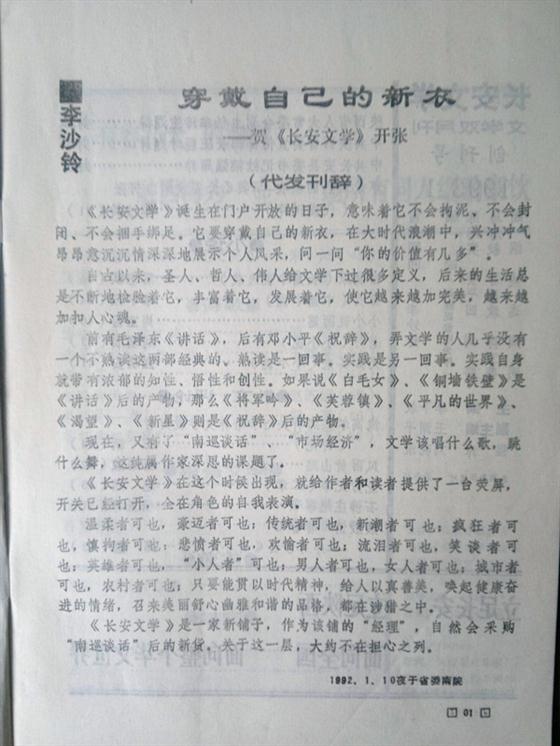 李沙铃
穿戴自己的新衣
——贺《长安文学》开张
（代发刊辞）
《长安文学》诞生在门户开放的日子，意味着它不会拘泥、不会封
闭、不会捆手绑足。它要穿戴自己的新衣，在大时代浪潮中，兴冲冲气
昂昂意沉沉情深深地展示个人风采，问一问“你的价值有几多”。
自古以来，圣人、哲人、伟人给文学下过很多定义，后来的生活总
是不断地检验着它，丰富着它，发展着它，使它越来越加完美，越来越
加扣人心魂。
前有毛泽东《讲话》，后有邓小平《祝辞》，弄文学的人几乎没有
一个不熟读这两部经典的、熟读是一回事。实践是另一回事。实践自身
就带有浓郁的知性、悟性和创性。如果说《白毛女》、《铜墙铁壁》是
《讲话》后的产物，那么《将军吟》、《芙蓉镇》、《平凡的世界》、
《渴望》、《新星》则是《祝辞》后的产物。
现在，又有了“南巡谈话”、“市场经济”，文学该唱什么歌，跳
什么舞，这纯属作家深思的课题了。
《长安文学》在这个时侯出现，就给作者和读者提供了一台荧屏，
开关已经打开，全在角色的自我表演。
温柔者可也，豪迈者可也；传统者可也，新潮者可也；疯狂者可
也，慎拘者可也；悲愤者可也，欢愉者可也；流泪者可也，笑谈者可
也；英雄者可也，“小人者”可也；男人者可也，女人者可也；城市者
可也，农村者可也；只要能贯以时代精神，给人以真善美，唤起健康奋
进的情绪，召来美丽舒心幽雅和谐的品格，都在涉猎之中。
《长安文学》是一家新铺子，作为该铺的“经理”，自然会采购
“南巡谈话”后的新货，关于这一层，大约不在担心之列。
1992、1、10夜于省委南院
01